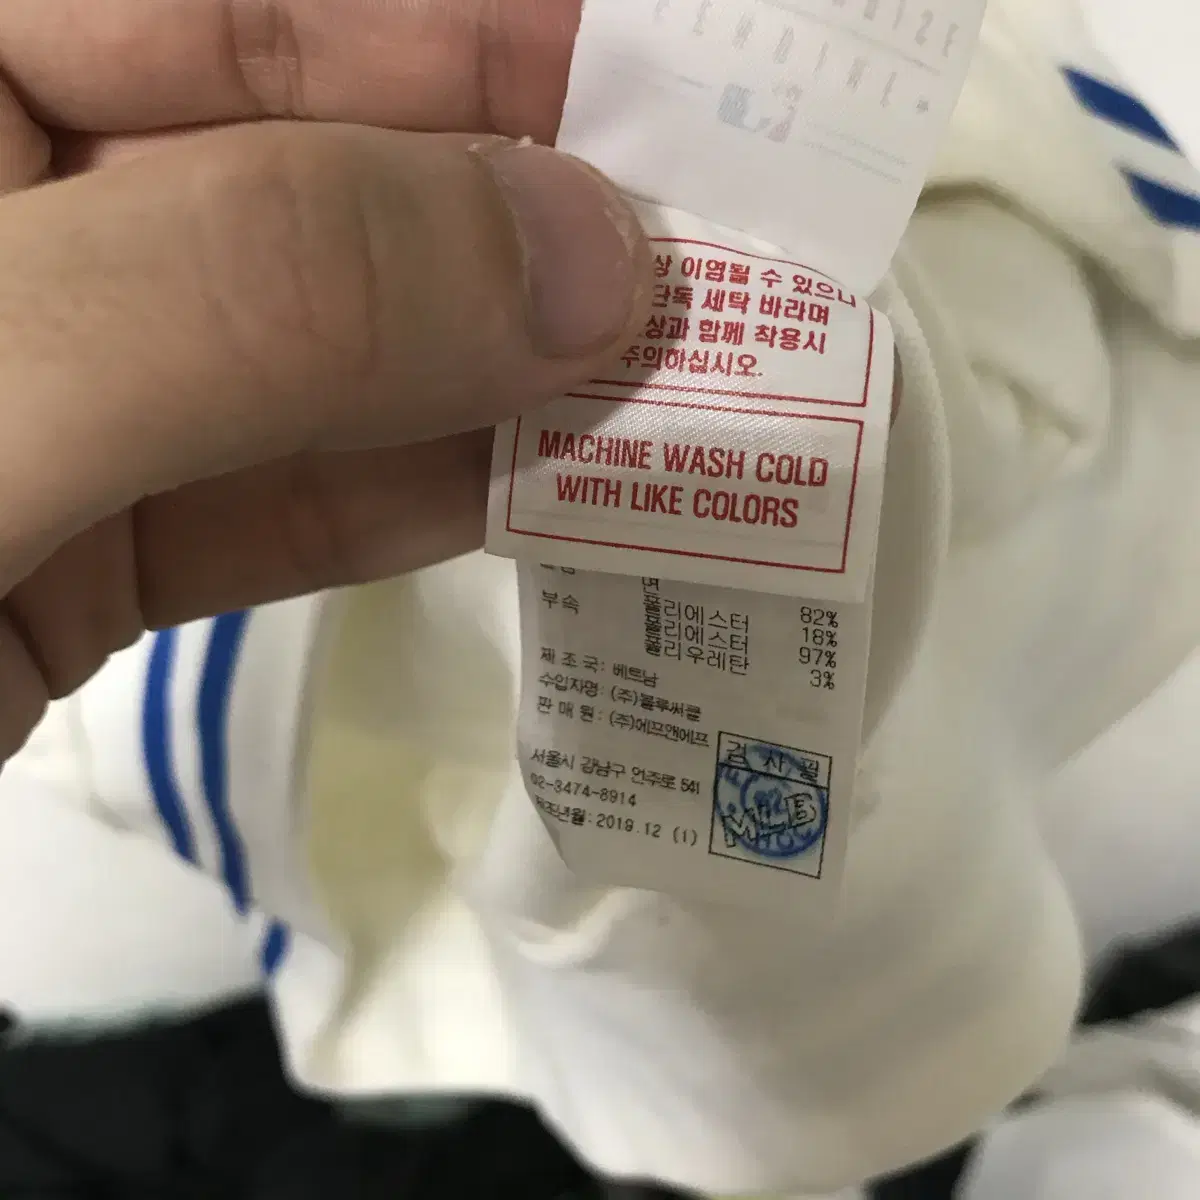 상 이염될 수 있으니
단독 세탁 바라며
상과 함께 착용시
주의하십시오.
MACHINE WASH COLD
WITH LIKE COLORS
면
부속 폴리에스터 82%
폴리에스터 18%
폴리우레탄 97%
3%
제 조 국: 베트남
수입자명: (주)블루써클
판 매 원: (주)에프앤에프
서울시 강남구 언주로 541
02-3474-8914
제조년월: 2019.12 (1)
검 사 필
MLB